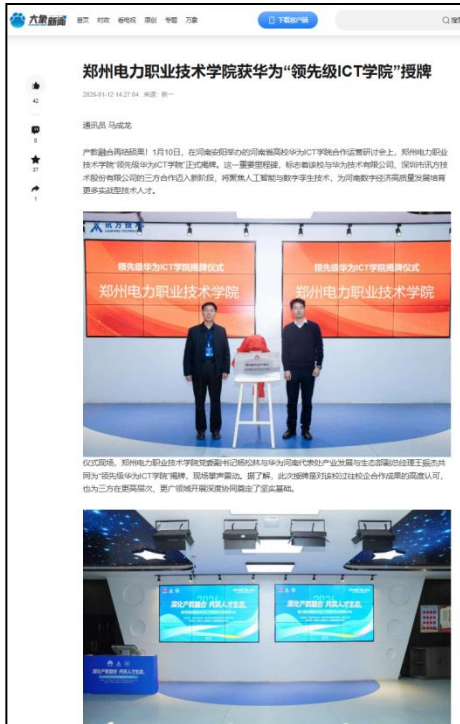 大象新闻 首页 时政 看电视 原创 专题 万象 下载客户端
郑州电力职业技术学院获华为“领先级ICT学院”授牌
2026-01-12 14:27:04 来源：新一
42
通讯员 马成龙
0
产教融合再结硕果！1月10日，在河南安阳举办的河南省高校华为ICT学院合作运营研讨会上，郑州电力职业
技术学院“领先级华为ICT学院”正式揭牌。这一重要里程碑，标志着该校与华为技术有限公司、深圳市讯方技
37
术股份有限公司的三方合作迈入新阶段，将聚焦人工智能与数字孪生技术，为河南数字经济高质量发展培育
更多实战型技术人才。
1
讯方技术
领先级华为ICT学院揭牌仪式
郑州电力职业技术学院
领先级华为ICT学院揭牌仪式
郑州电力职业技术学院
仪式现场，郑州电力职业技术学院党委副书记杨松林与华为河南代表处产业发展与生态部副总经理王振杰共
同为“领先级华为ICT学院”揭牌，现场掌声雷动。据了解，此次授牌是对该校过往校企合作成果的高度认可，
也为三方在更高层次、更广领域开展深度协同奠定了坚实基础。
2026
深化产教融合 共筑人才生态
深化产教融合 共筑人才生态
深化产教融合 共筑人才生态